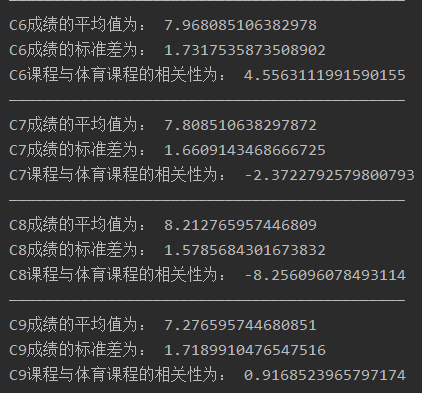 C6成绩的平均值为： 7.968085106382978
C6成绩的标准差为： 1.7317535873508902
C6课程与体育课程的相关性为： 4.5563111991590155
C7成绩的平均值为： 7.808510638297872
C7成绩的标准差为： 1.6609143468666725
C7课程与体育课程的相关性为： -2.3722792579800793
C8成绩的平均值为： 8.212765957446809
C8成绩的标准差为： 1.5785684301673832
C8课程与体育课程的相关性为： -8.256096078493114
C9成绩的平均值为： 7.276595744680851
C9成绩的标准差为： 1.7189910476547516
C9课程与体育课程的相关性为： 0.9168523965797174